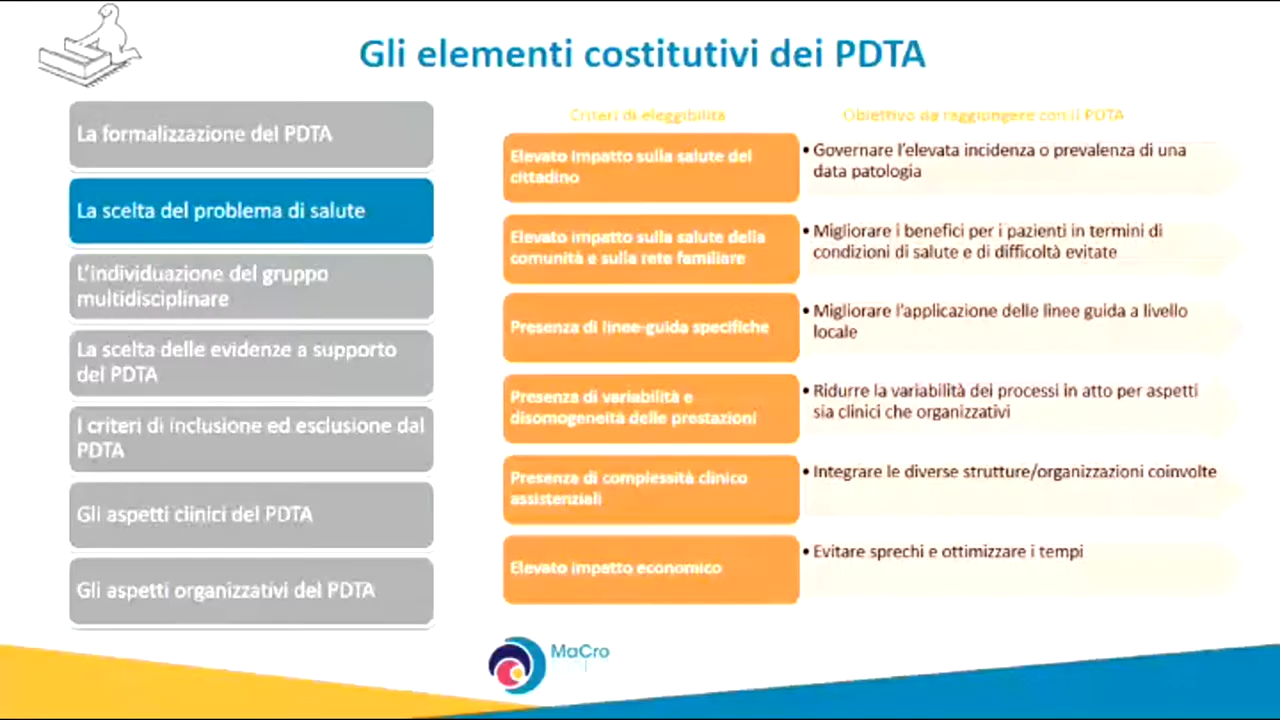 Gli elementi costitutivi dei PDTA
La formalizzazione del PDTA
La scelta del problema di salute
L'individuazione del gruppo
multidisciplinare
La scelta delle evidenze a supporto
del PDTA
I criteri di inclusione ed esclusione dal
PDTA
Gli aspetti clinici del PDTA
Gli aspetti organizzativi del PDTA
Criteri di eleggibilità
Obiettivo da raggiungere con il PDTA
Elevato impatto sulla salute del
cittadino
• Governare l'elevata incidenza o prevalenza di una
data patologia
Elevato impatto sulla salute della
comunità e sulla rete familiare
• Migliorare i benefici per i pazienti in termini di
condizioni di salute e di difficoltà evitate
Presenza di linee-guida specifiche
• Migliorare l'applicazione delle linee guida a livello
locale
Presenza di variabilità e
disomogeneità delle prestazioni
• Ridurre la variabilità dei processi in atto per aspetti
sia clinici che organizzativi
Presenza di complessità clinico
assistenziali
• Integrare le diverse strutture/organizzazioni coinvolte
Elevato impatto economico
• Evitare sprechi e ottimizzare i tempi
MaCro